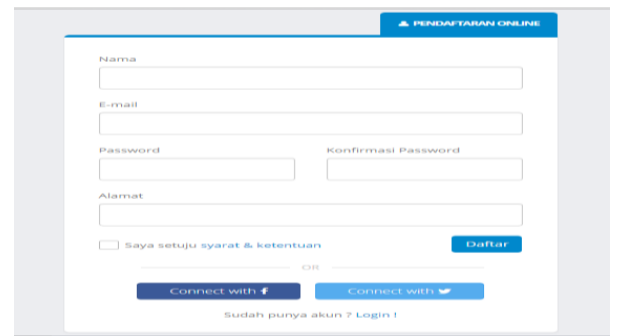 PENDAFTARAN ONLINE
Nama
E-mail
Password Konfirmasi Password
Alamat
Saya setuju syarat & ketentuan Daftar
OR
Connect with Connect with
Sudah punya akun ? Login !